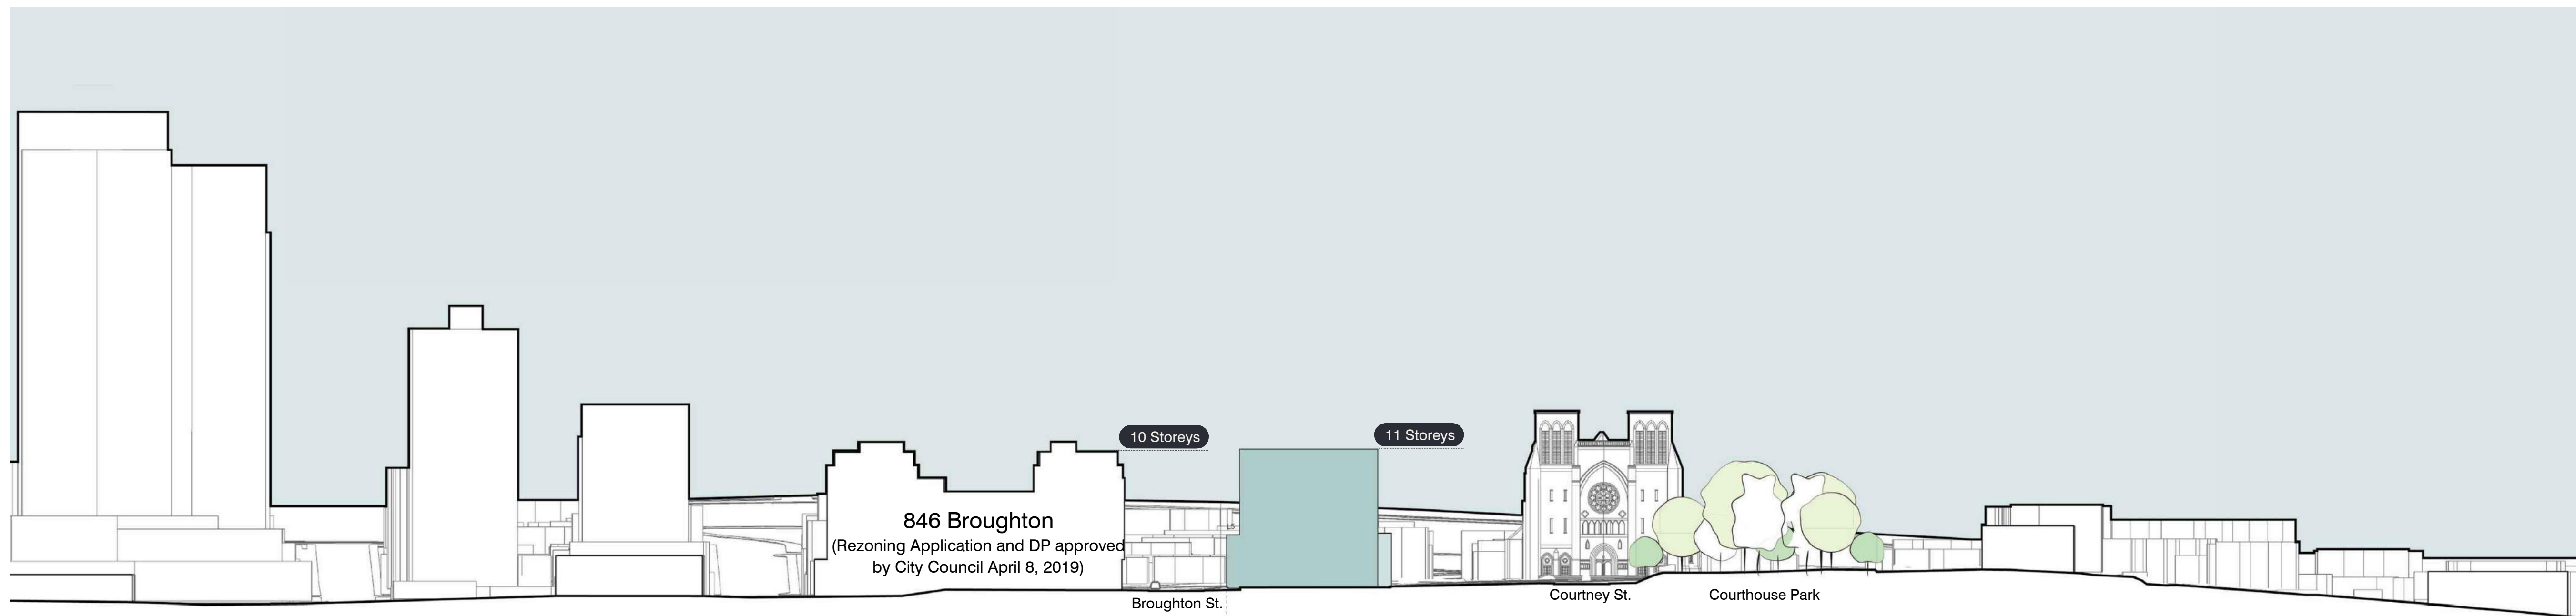 10 Storeys
11 Storeys
846 Broughton
(Rezoning Application and DP approved
by City Council April 8, 2019)
Broughton St.
Courtney St.
Courthouse Park